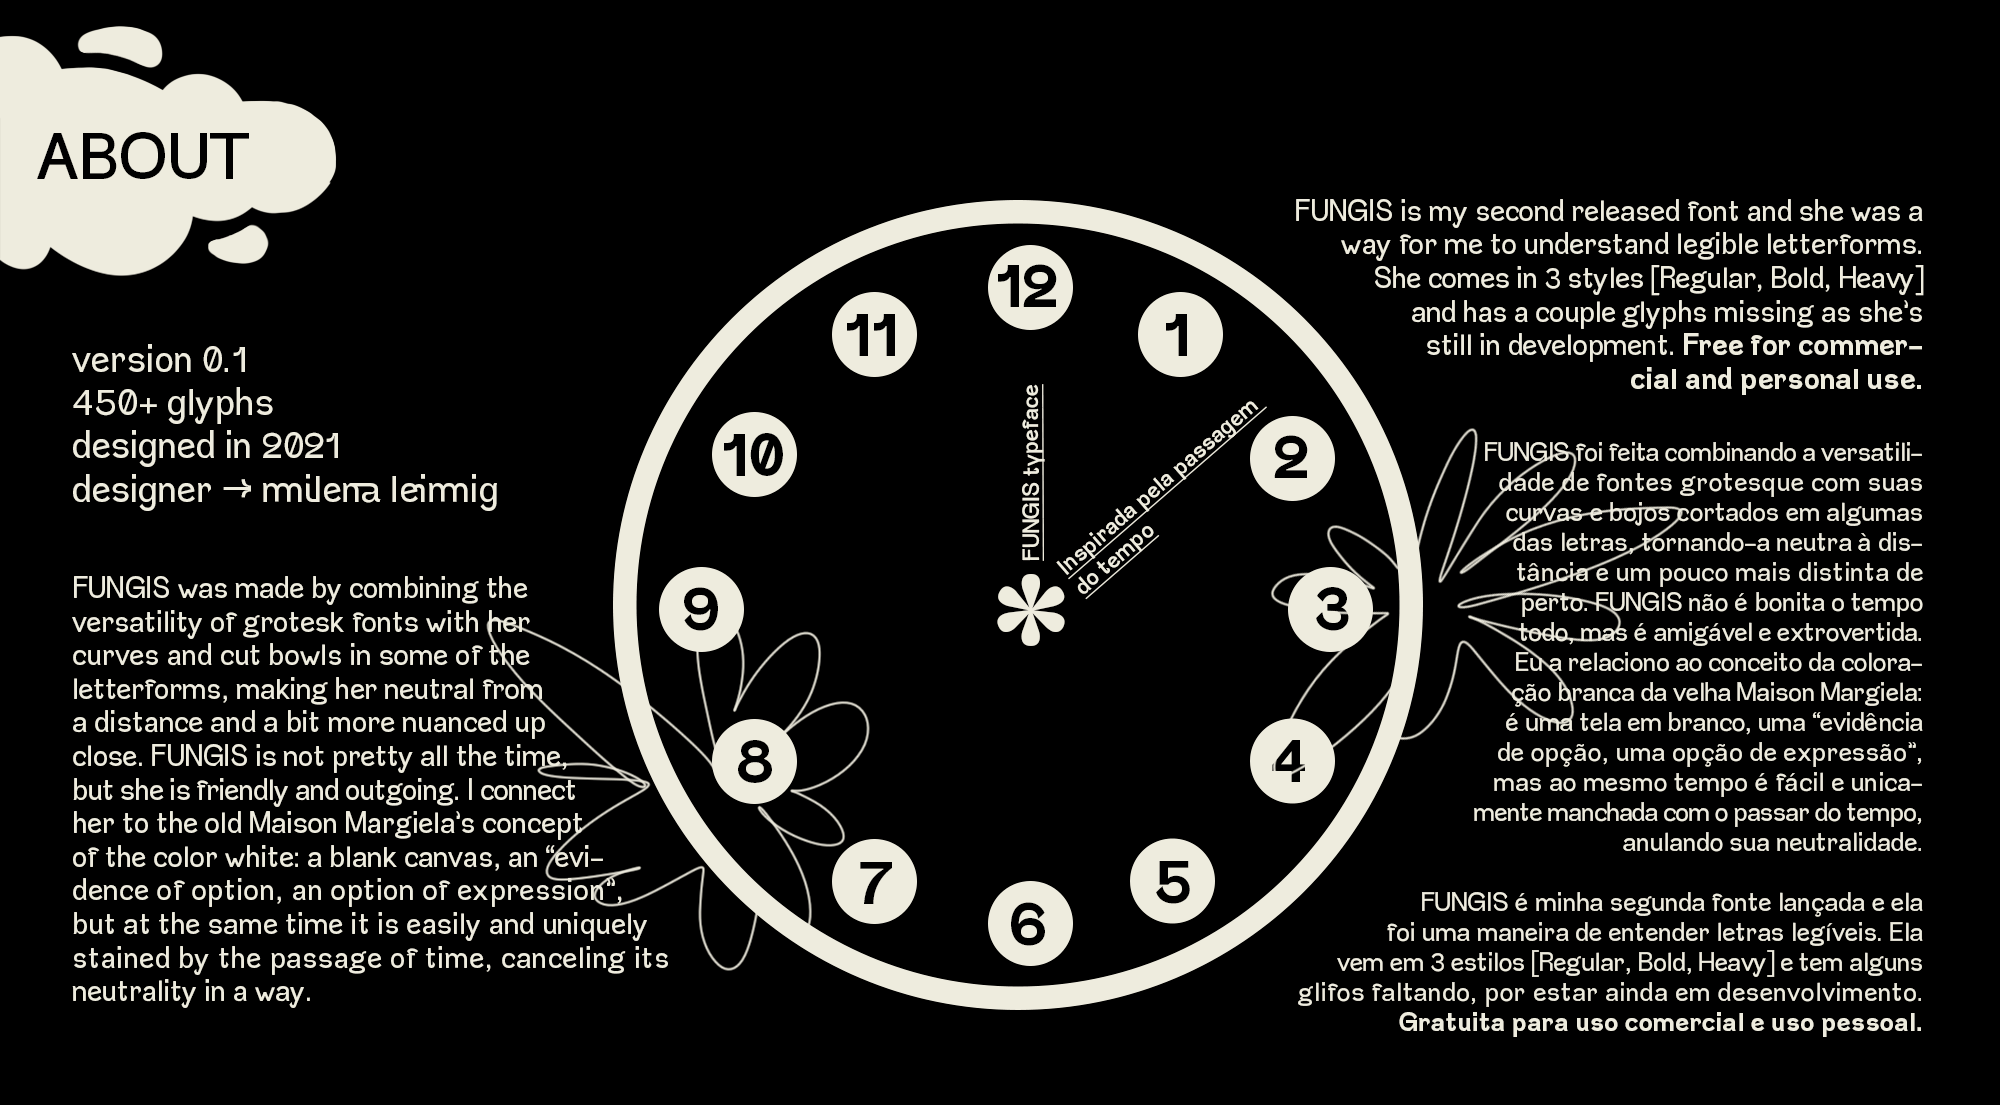 ABOUT
version 0.1
450+ glyphs
designed in 2021
designer → milena leimig
FUNGIS was made by combining the
versatility of grotesk fonts with her
curves and cut bowls in some of the
letterforms, making her neutral from
a distance and a bit more nuanced up
close. FUNGIS is not pretty all the time,
but she is friendly and outgoing. I connect
her to the old Maison Margiela's concept
of the color white: a blank canvas, an “evi-
dence of option, an option of expression”,
but at the same time it is easily and uniquely
stained by the passage of time, canceling its
neutrality in a way.
12
1
2
3
4
5
6
7
8
9
10
11
FUNGIS typeface
Inspirada pela passagem
do tempo
FUNGIS is my second released font and she was a
way for me to understand legible letterforms.
She comes in 3 styles [Regular, Bold, Heavy]
and has a couple glyphs missing as she's
still in development. Free for commer-
cial and personal use.
FUNGIS foi feita combinando a versatili-
dade de fontes grotesque com suas
curvas e bojos cortados em algumas
das letras, tornando-a neutra à dis-
tância e um pouco mais distinta de
perto. FUNGIS não é bonita o tempo
todo, mas é amigável e extrovertida.
Eu a relaciono ao conceito da colora-
ção branca da velha Maison Margiela:
é uma tela em branco, uma “evidência
de opção, uma opção de expressão”,
mas ao mesmo tempo é fácil e unica-
mente manchada com o passar do tempo,
anulando sua neutralidade.
FUNGIS é minha segunda fonte lançada e ela
foi uma maneira de entender letras legíveis. Ela
vem em 3 estilos [Regular, Bold, Heavy] e tem alguns
glifos faltando, por estar ainda em desenvolvimento.
Gratuita para uso comercial e uso pessoal.